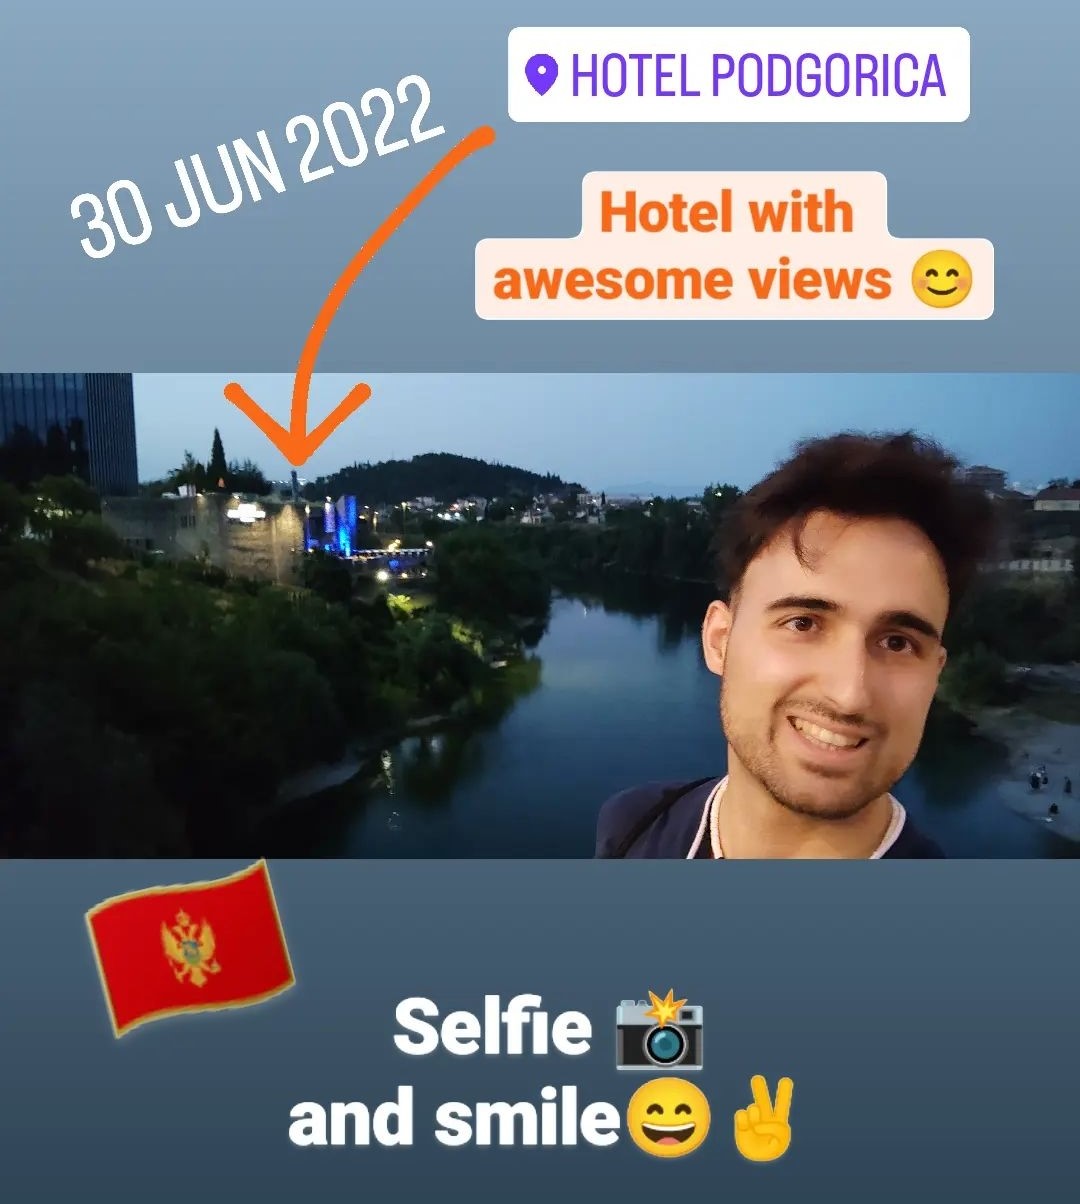 HOTEL PODGORICA
30 JUN 2022
Hotel with
awesome views 😊
Selfie 📸
and smile😄✌️